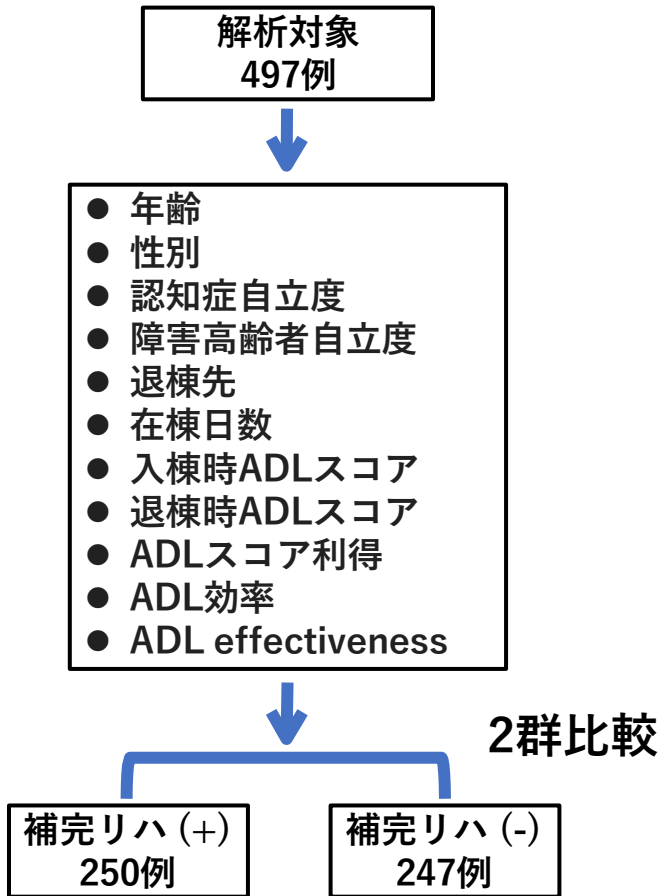 解析対象
497例
● 年齢
● 性別
● 認知症自立度
● 障害高齢者自立度
● 退棟先
● 在棟日数
● 入棟時ADLスコア
● 退棟時ADLスコア
● ADLスコア利得
● ADL効率
● ADL effectiveness
2群比較
補完リハ (+)
250例
補完リハ (-)
247例